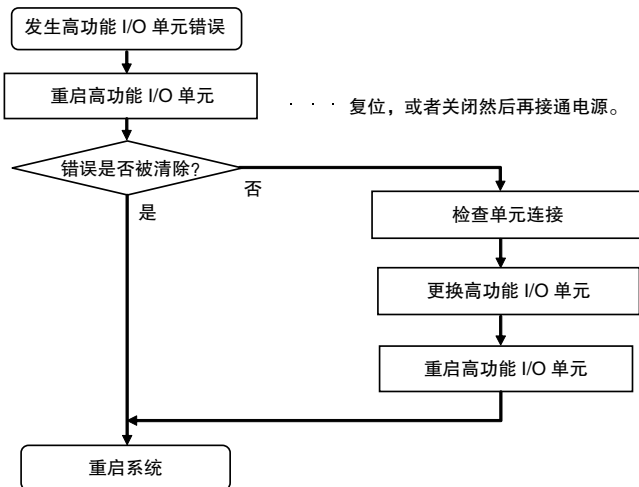 发生高功能 I/O 单元错误
重启高功能 I/O 单元
· · · 复位，或者关闭然后再接通电源。
错误是否被清除?
否
是
检查单元连接
更换高功能 I/O 单元
重启高功能 I/O 单元
重启系统